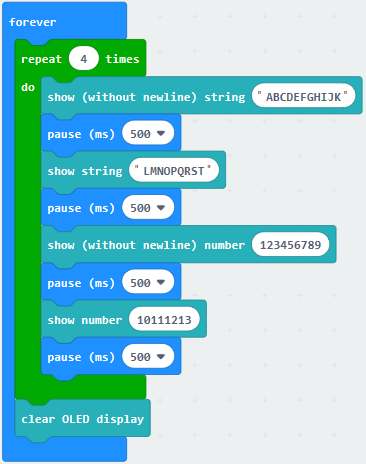 forever
repeat 4 times
do
show (without newline) string "ABCDEFGHIJK"
pause (ms) 500
show string "LMNOPQRST"
pause (ms) 500
show (without newline) number 123456789
pause (ms) 500
show number 10111213
pause (ms) 500
clear OLED display